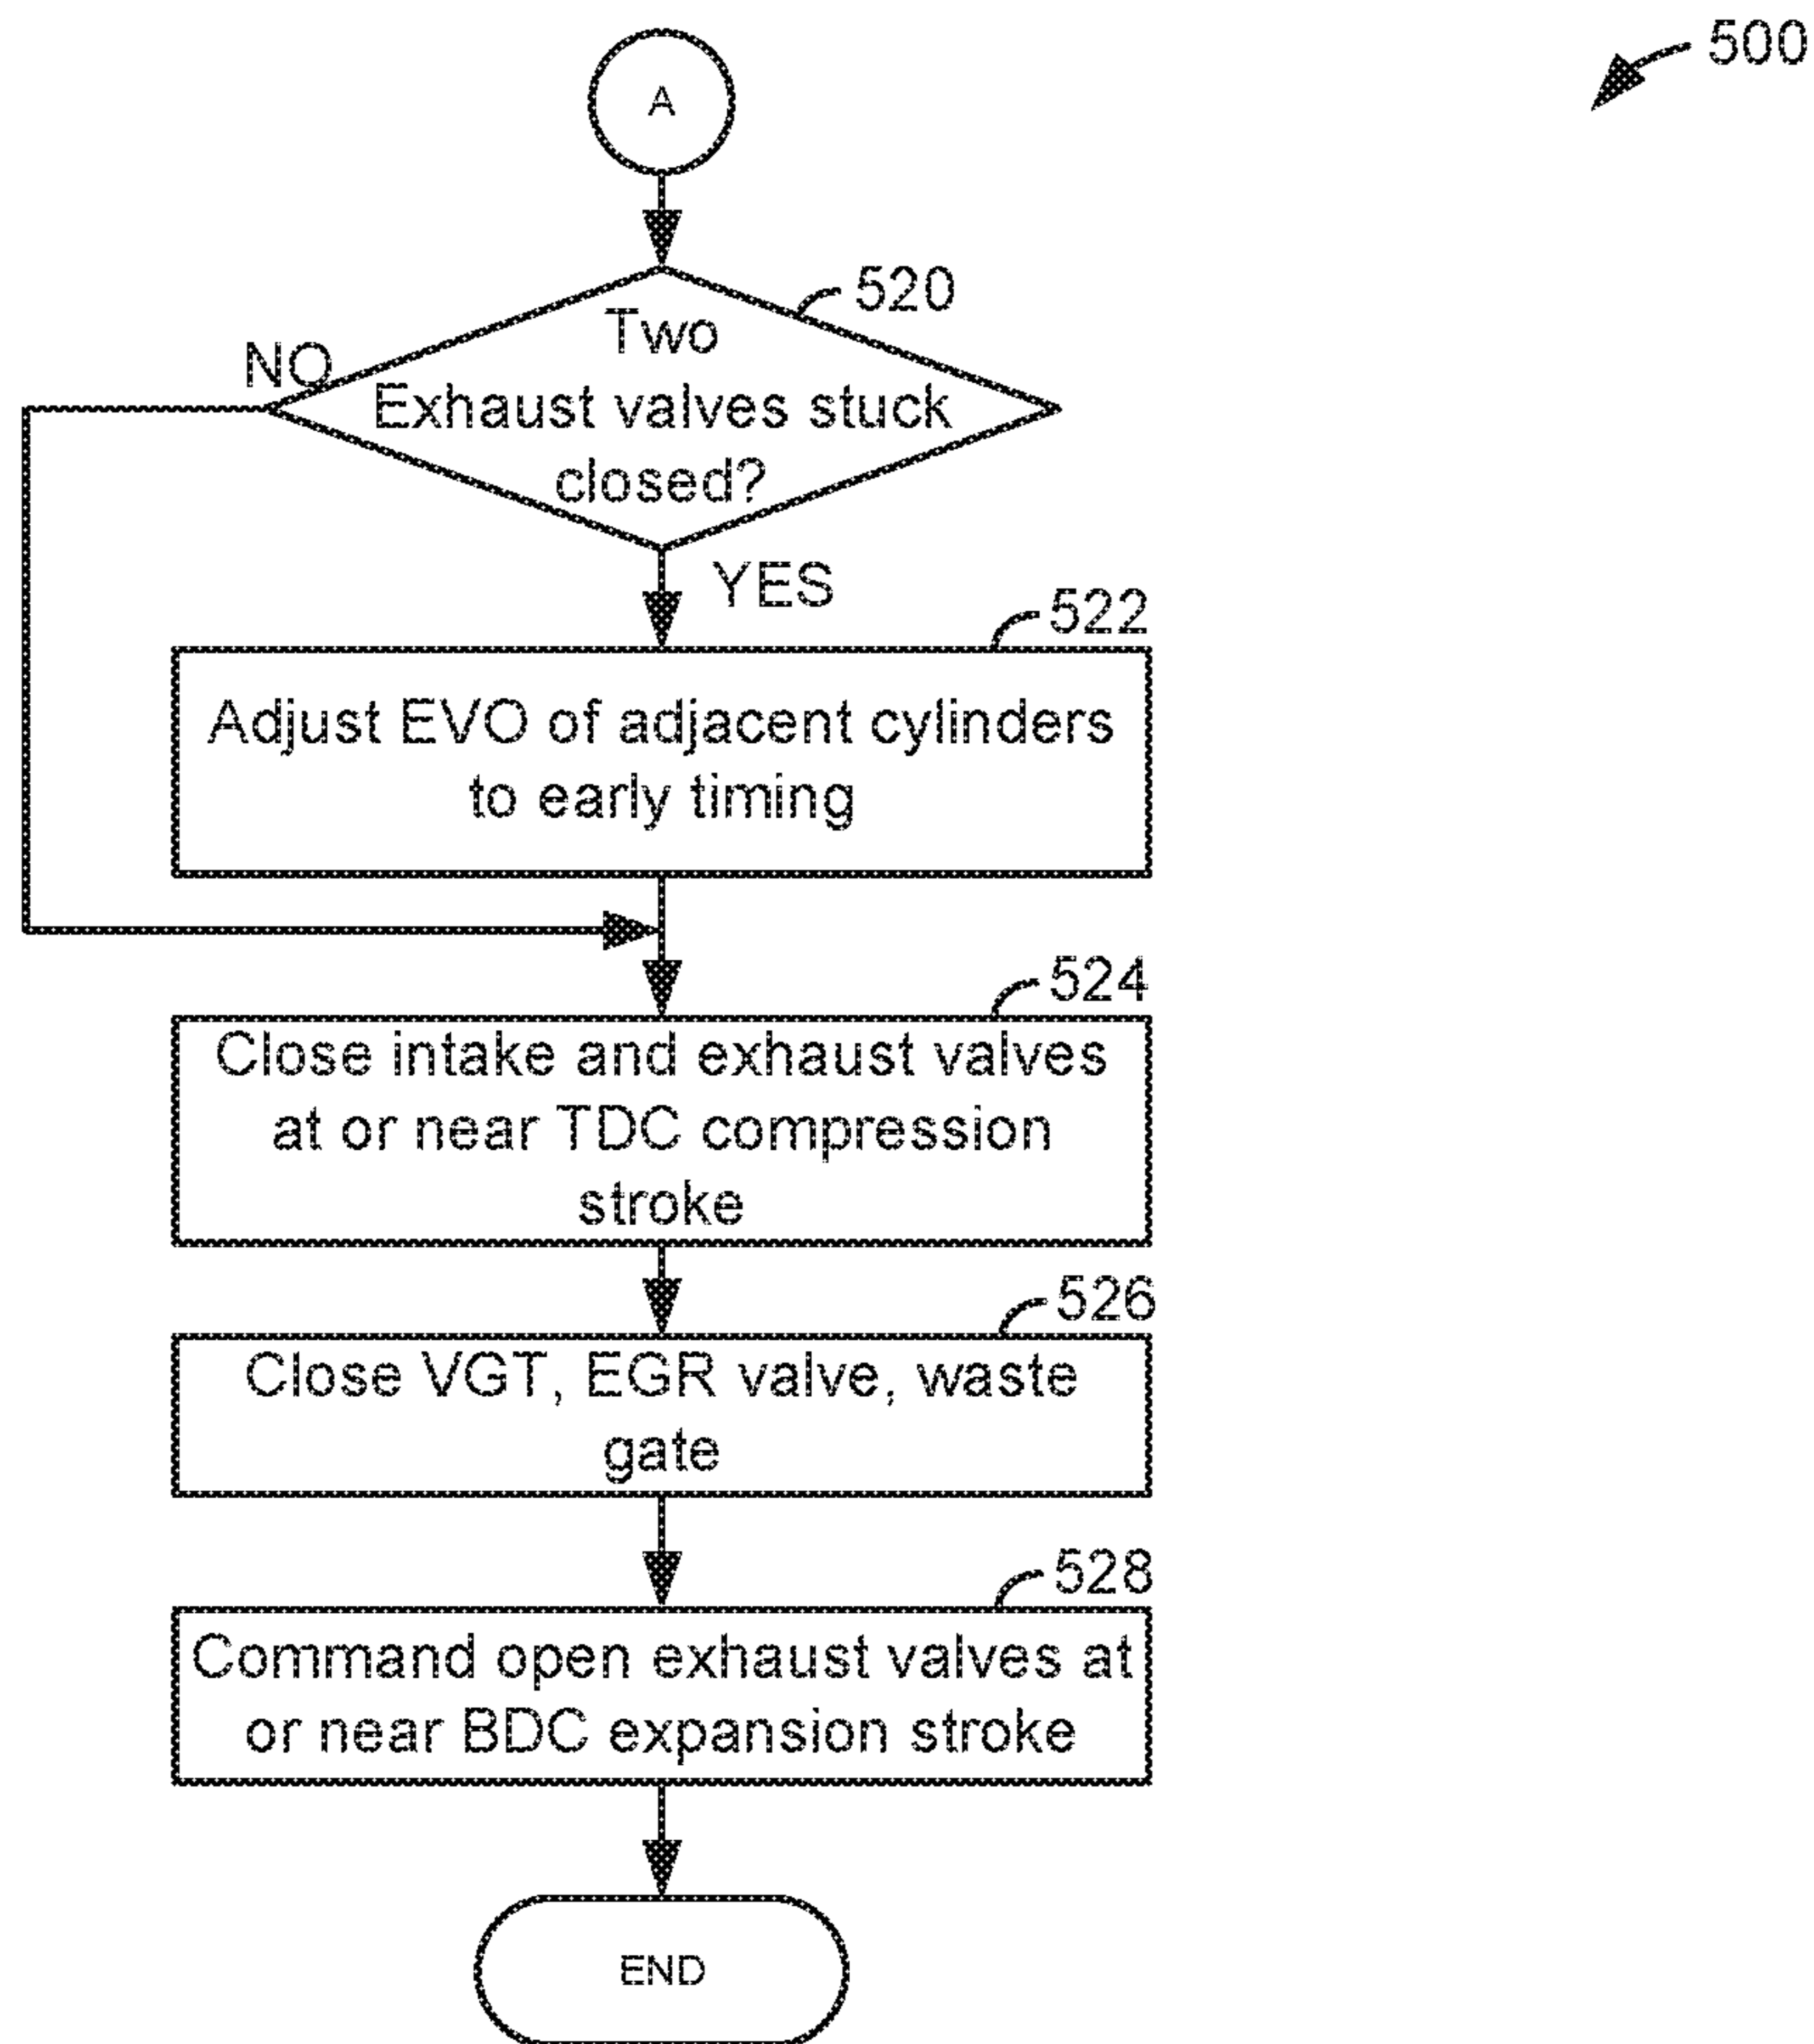 500
A
520
Two
NO
Exhaust valves stuck
closed?
YES
522
Adjust EVO of adjacent cylinders
to early timing
524
Close intake and exhaust valves
at or near TDC compression
stroke
526
Close VGT, EGR valve, waste
gate
528
Command open exhaust valves at
or near BDC expansion stroke
END